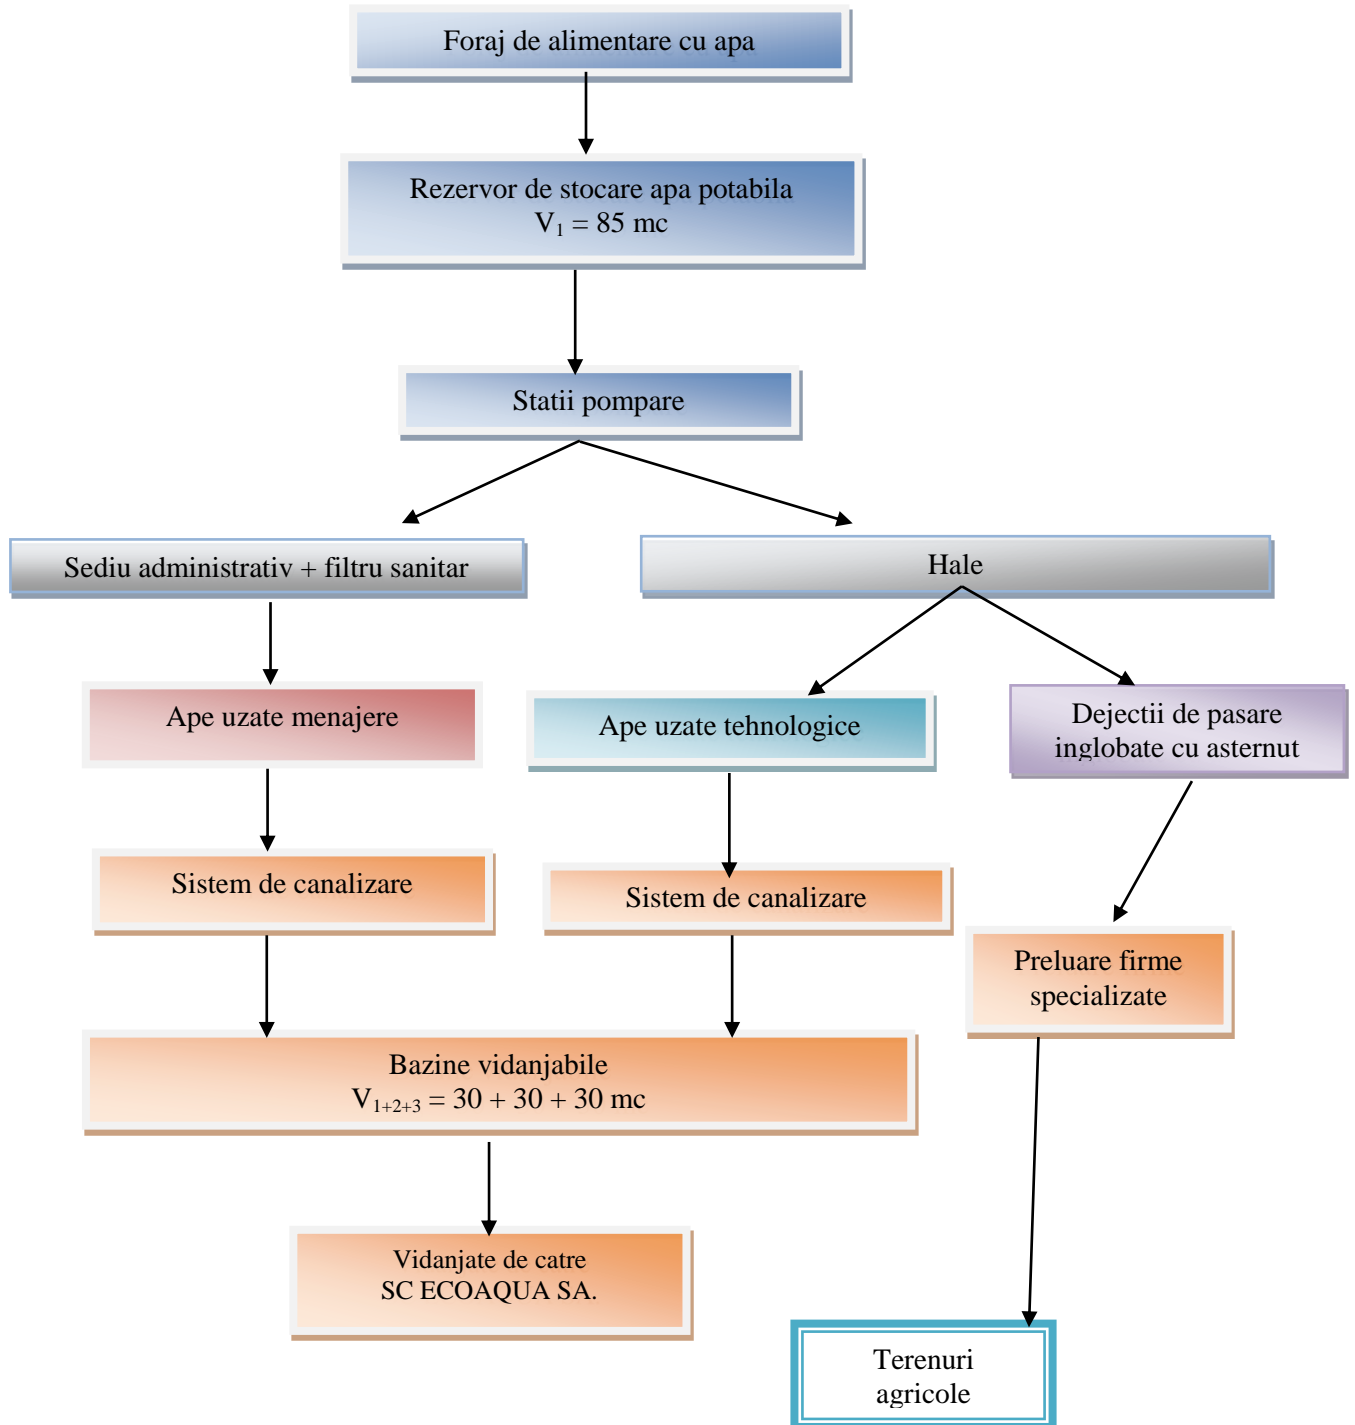 Foraj de alimentare cu apa
Rezervor de stocare apa potabila
V₁ = 85 mc
Statii pompare
Sediu administrativ + filtru sanitar
Hale
Ape uzate menajere
Ape uzate tehnologice
Dejectii de pasare
inglobate cu asternut
Sistem de canalizare
Sistem de canalizare
Preluare firme
specializate
Bazine vidanjabile
V₁₊₂₊₃ = 30 + 30 + 30 mc
Vidanjate de catre
SC ECOAQUA SA.
Terenuri
agricole